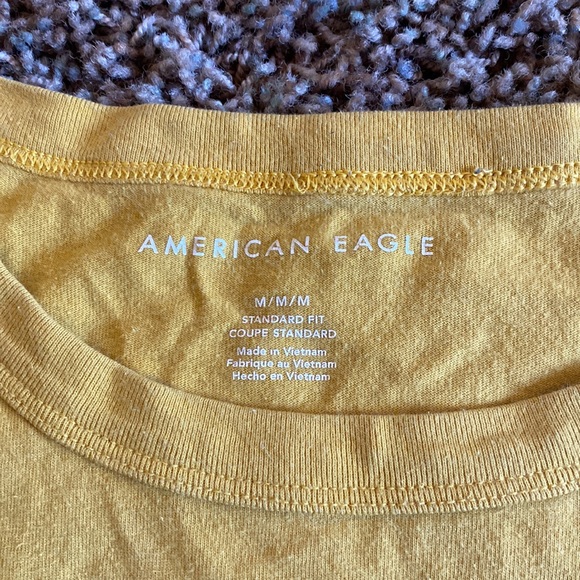 AMERICAN EAGLE
M/M/M
STANDARD FIT
COUPE STANDARD
Made in Vietnam
Fabriqué au Vietnam
Hecho en Vietnam